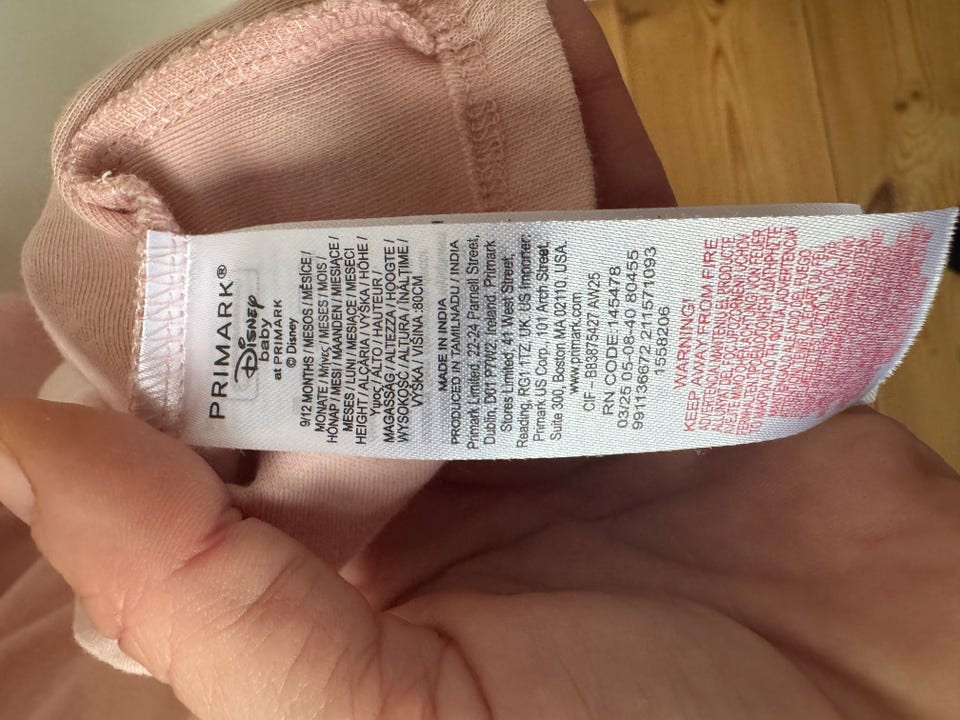 PRIMARK®
Disney
baby
at PRIMARK
© Disney
9/12 MONTHS / MESOS / MĚSÍCE /
MONATE / Μήνες / MESES / MOIS /
HÓNAP / MESI / MAANDEN / MIESIĄCE /
MESES / LUNI / MESIACE / MESECI
HEIGHT / ALÇÀRIA / VÝŠKA / HÖHE /
Υψος / ALTO / HAUTEUR /
MAGASSÁG / ALTEZZA / HOOGTE /
WYSOKOŚĆ / ALTURA / ÎNĂLŢIME /
VÝŠKA / VIŠINA :80CM
MADE IN INDIA
PRODUCED IN TAMILNADU / INDIA
Primark Limited, 22-24 Parnell Street,
Dublin, D01 P7W2, Ireland. Primark
Stores Limited, 41 West Street,
Reading, RG1 1TZ, UK. US Importer:
Primark US Corp., 101 Arch Street,
Suite 300, Boston, MA 02110, USA.
www.primark.com
CIF - B83875427 AW25
RN CODE:145478
03/25 05-08-40 80455
991136672 2211571093
1558206
WARNING!
KEEP AWAY FROM FIRE